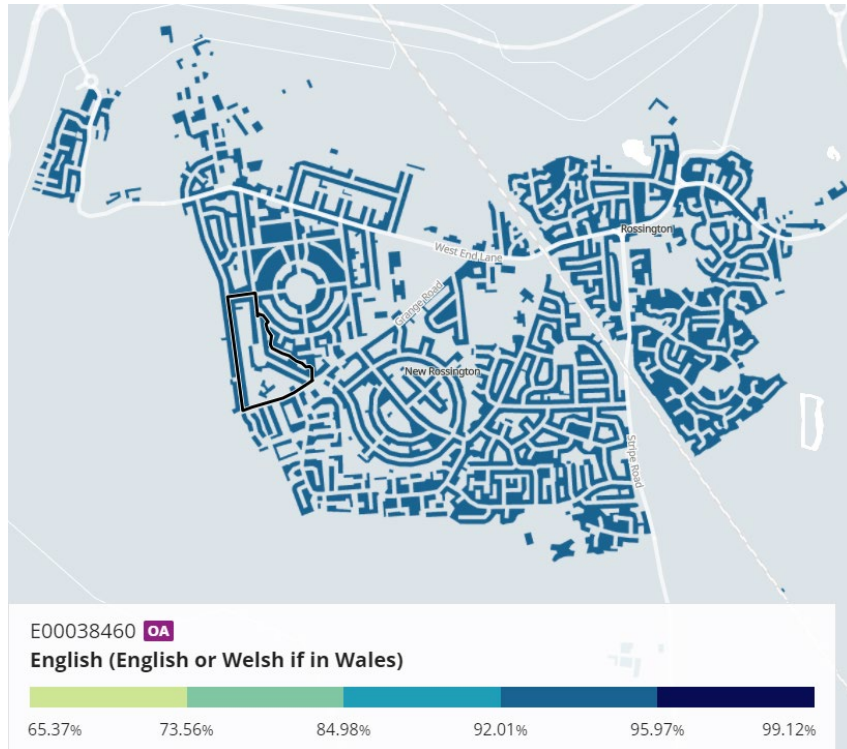 Rossington
West End Lane
Grange Road
New Rossington
Stripe Road
E00038460 OA
English (English or Welsh if in Wales)
65.37% 73.56% 84.98% 92.01% 95.97% 99.12%